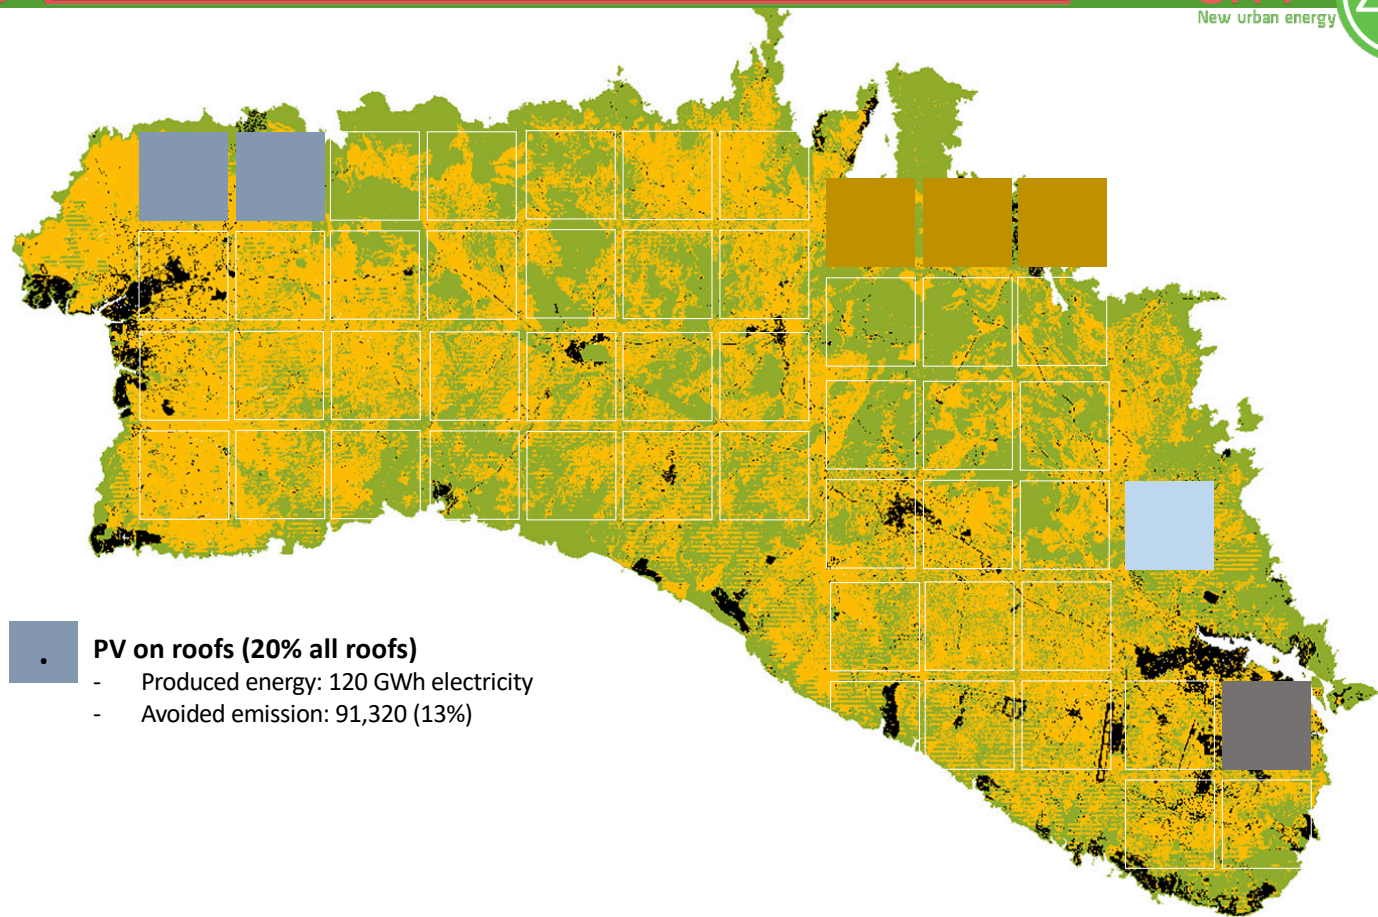 New urban energy
PV on roofs (20% all roofs)
- Produced energy: 120 GWh electricity
- Avoided emission: 91,320 (13%)